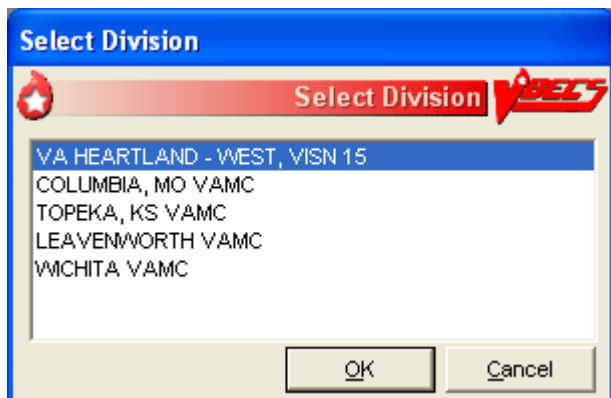 Select Division
Select Division VBECS
VA HEARTLAND - WEST, VISN 15
COLUMBIA, MO VAMC
TOPEKA, KS VAMC
LEAVENWORTH VAMC
WICHITA VAMC
OK Cancel